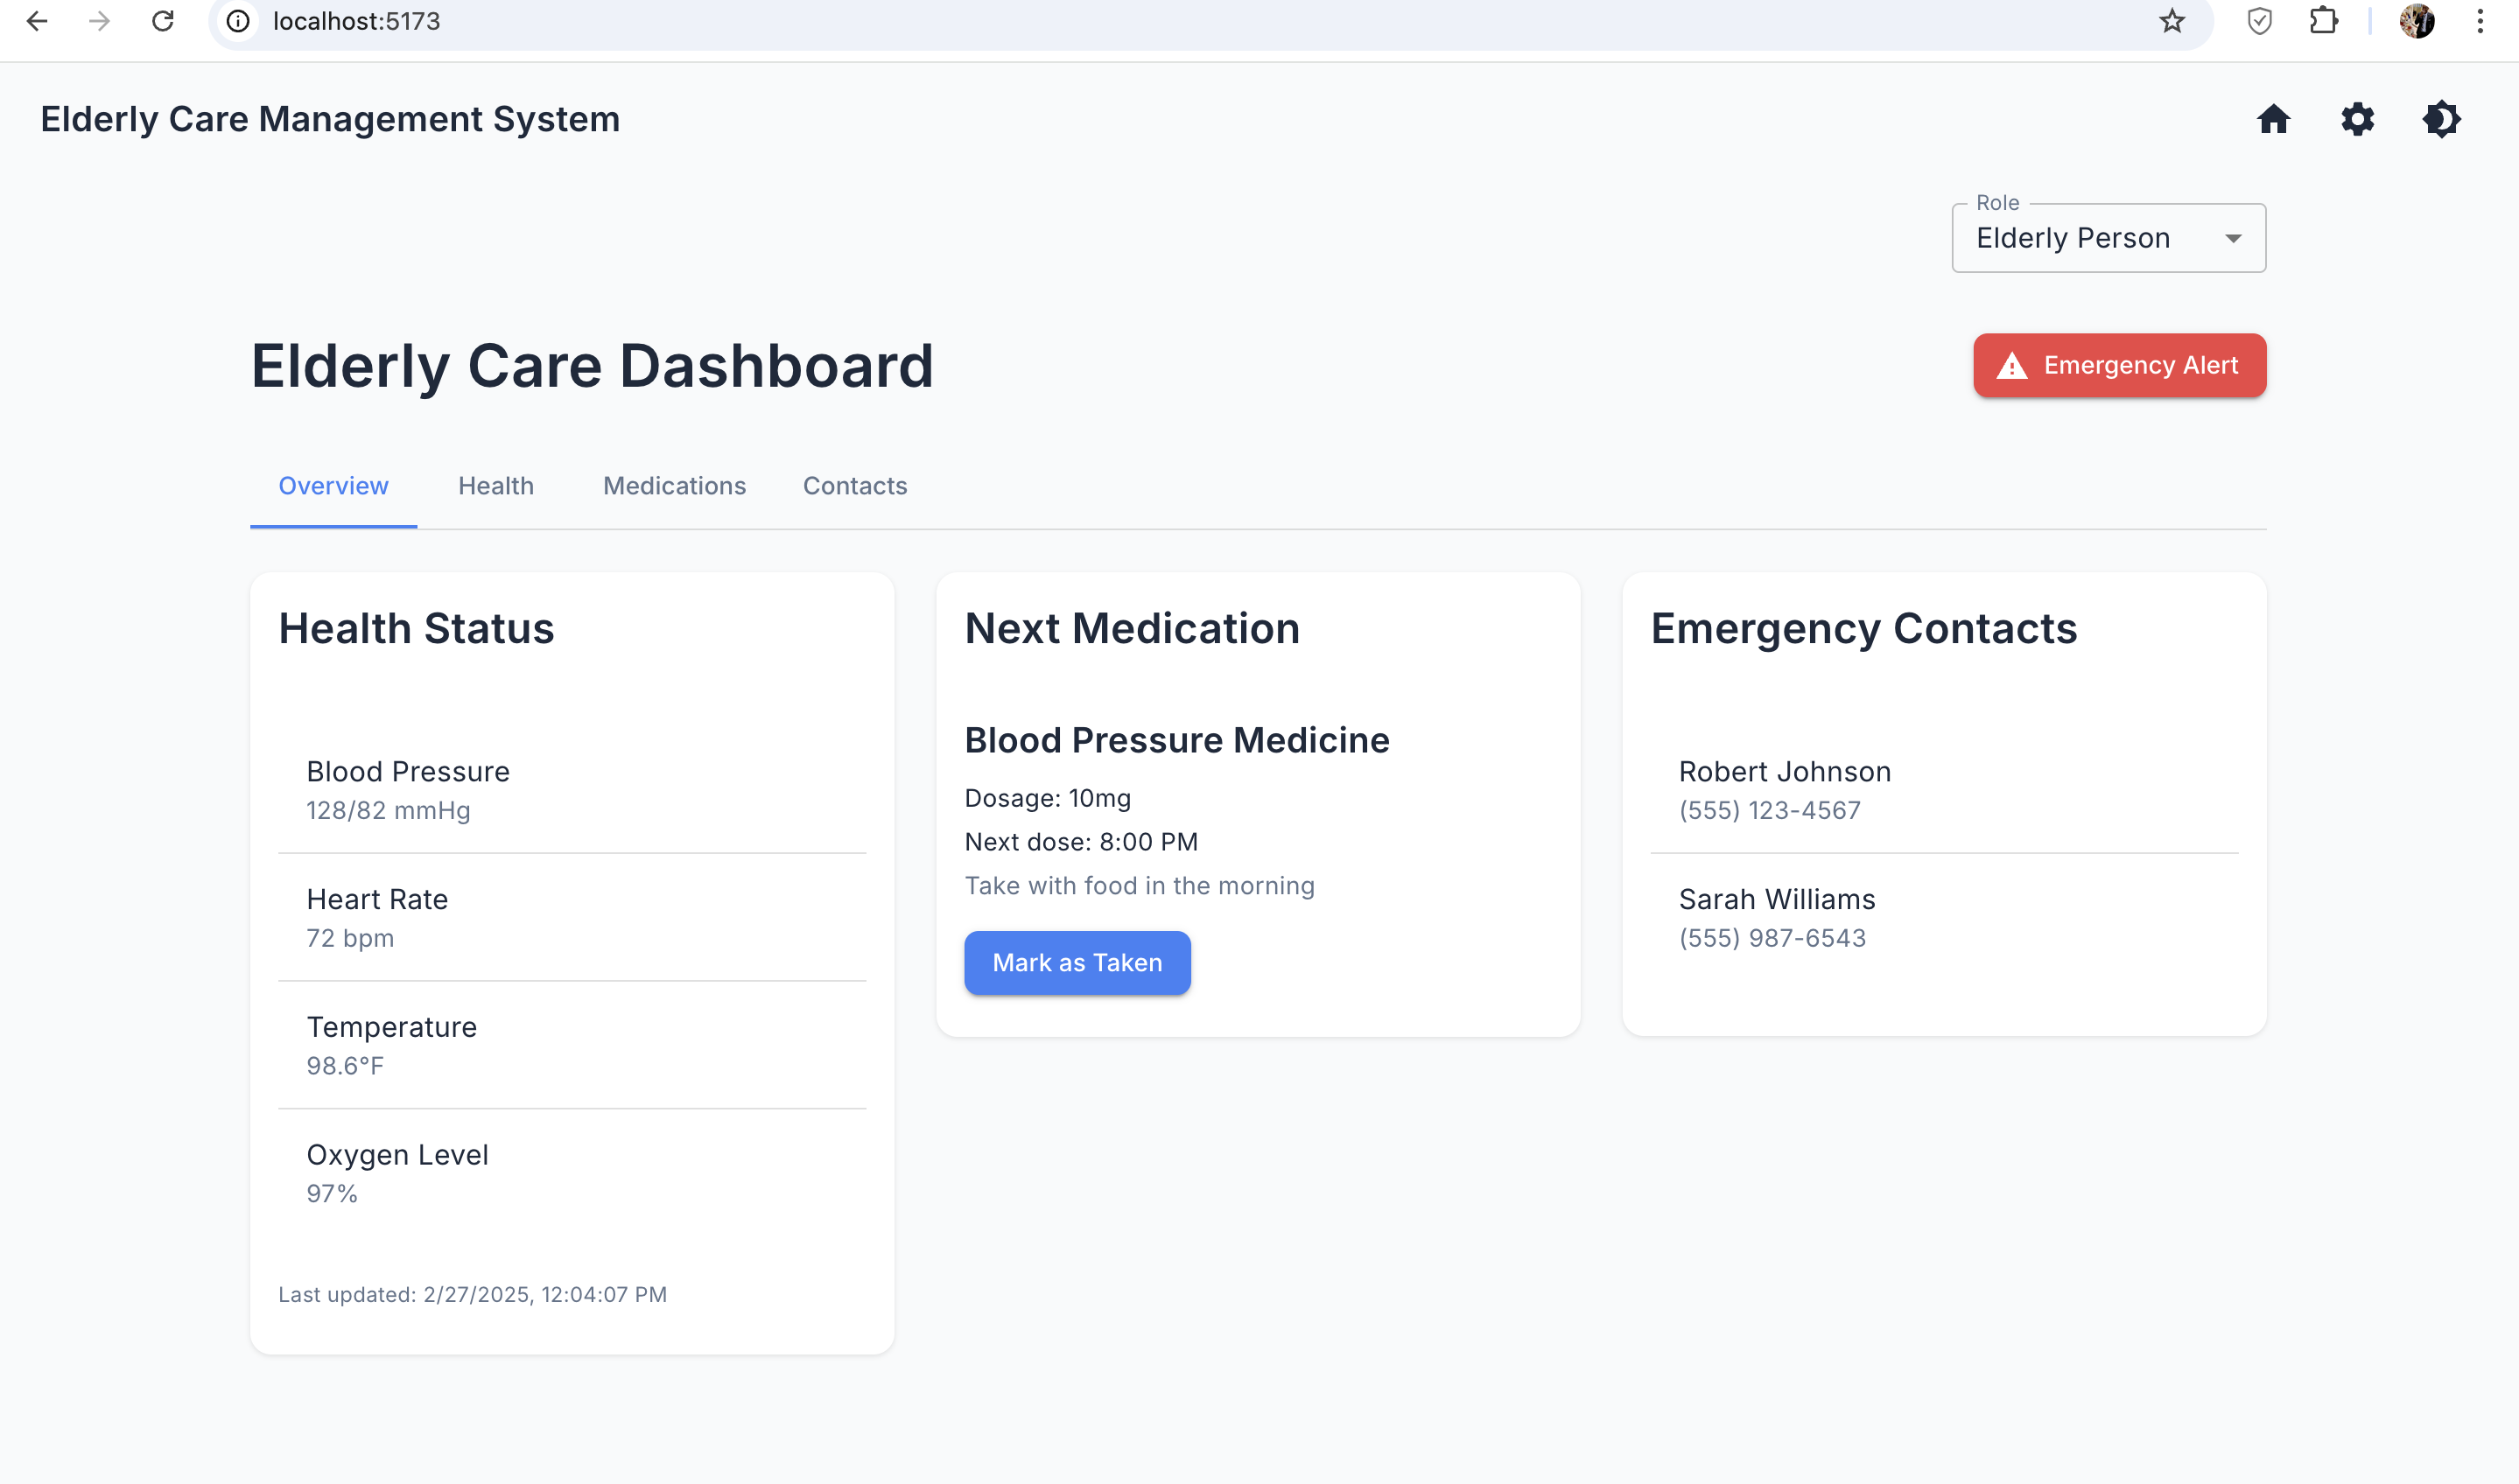 localhost:5173
Elderly Care Management System
Role
Elderly Person
Elderly Care Dashboard
Emergency Alert
Overview
Health
Medications
Contacts
Health Status
Blood Pressure
128/82 mmHg
Heart Rate
72 bpm
Temperature
98.6°F
Oxygen Level
97%
Last updated: 2/27/2025, 12:04:07 PM
Next Medication
Blood Pressure Medicine
Dosage: 10mg
Next dose: 8:00 PM
Take with food in the morning
Mark as Taken
Emergency Contacts
Robert Johnson
(555) 123-4567
Sarah Williams
(555) 987-6543